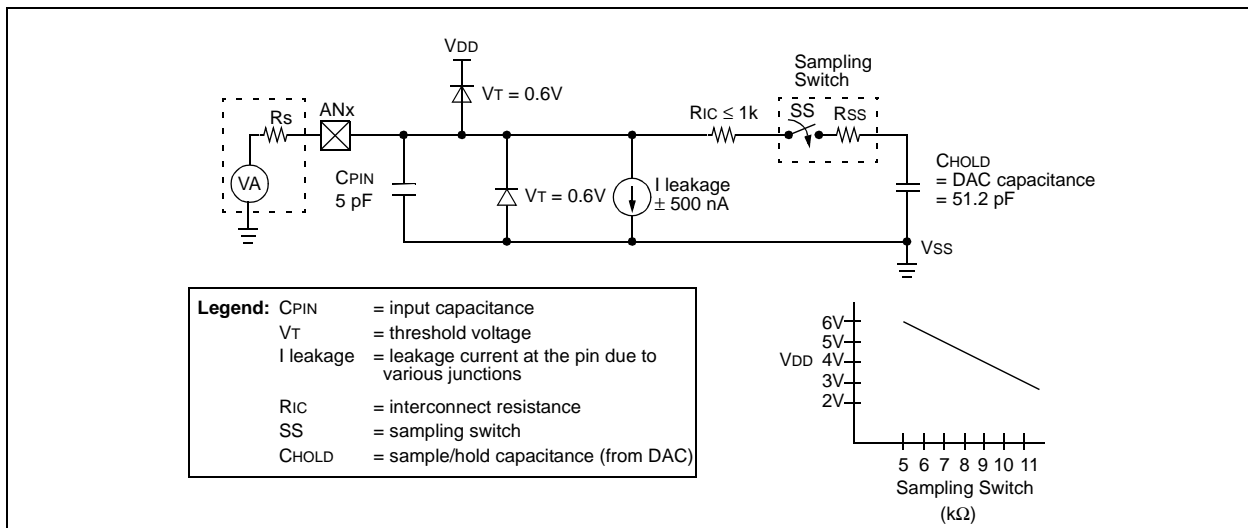 VDD
Sampling
Switch
VT = 0.6V
ANx
RIC ≤ 1k
SS
RSS
Rs
CHOLD
= DAC capacitance
= 51.2 pF
VA
CPIN
5 pF
VT = 0.6V
I leakage
± 500 nA
VSS
Legend: CPIN = input capacitance
VT = threshold voltage
I leakage = leakage current at the pin due to
various junctions
RIC = interconnect resistance
SS = sampling switch
CHOLD = sample/hold capacitance (from DAC)
6V
5V
VDD 4V
3V
2V
5 6 7 8 9 10 11
Sampling Switch
(kΩ)